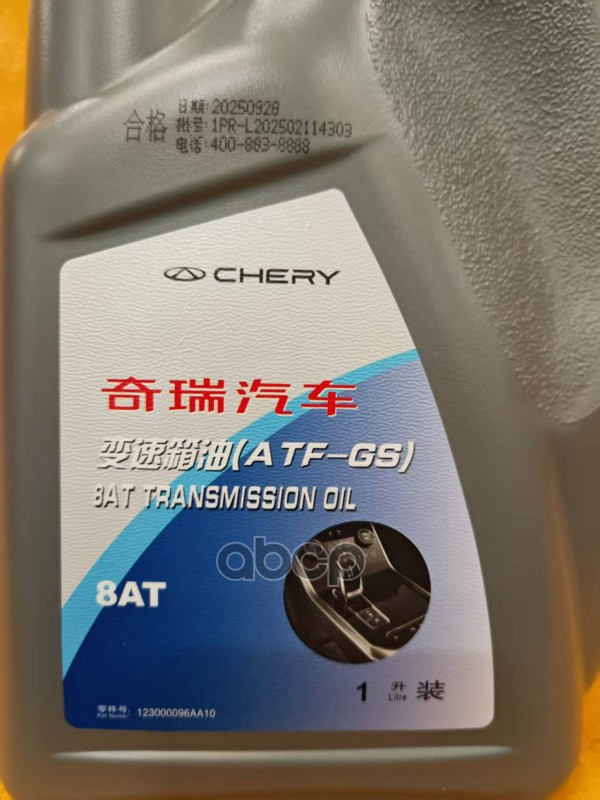 合格
日期:20250928
批号:1PR-L202502114303
电话:400-883-8888
CHERY
奇瑞汽车
变速箱油(ATF-GS)
8AT TRANSMISSION OIL
abcp
8AT
1 升 装
Litre
零件号:
Part Number: 123000096AA10